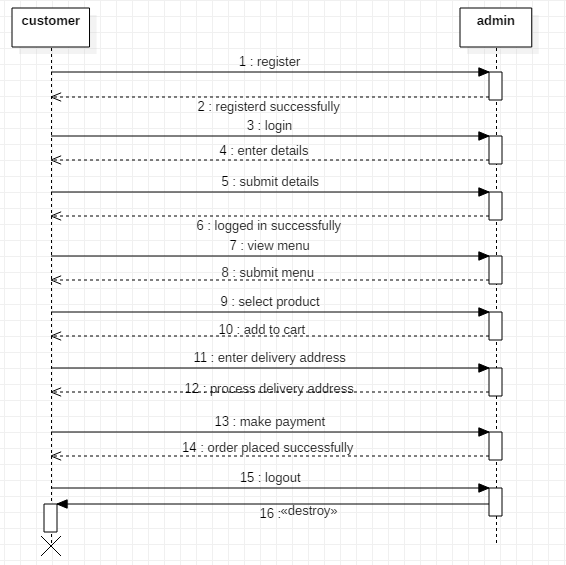 customer
admin
1 : register
2 : registerd successfully
3 : login
4 : enter details
5 : submit details
6 : logged in successfully
7 : view menu
8 : submit menu
9 : select product
10 : add to cart
11 : enter delivery address
12 : process delivery address
13 : make payment
14 : order placed successfully
15 : logout
16 :«destroy»